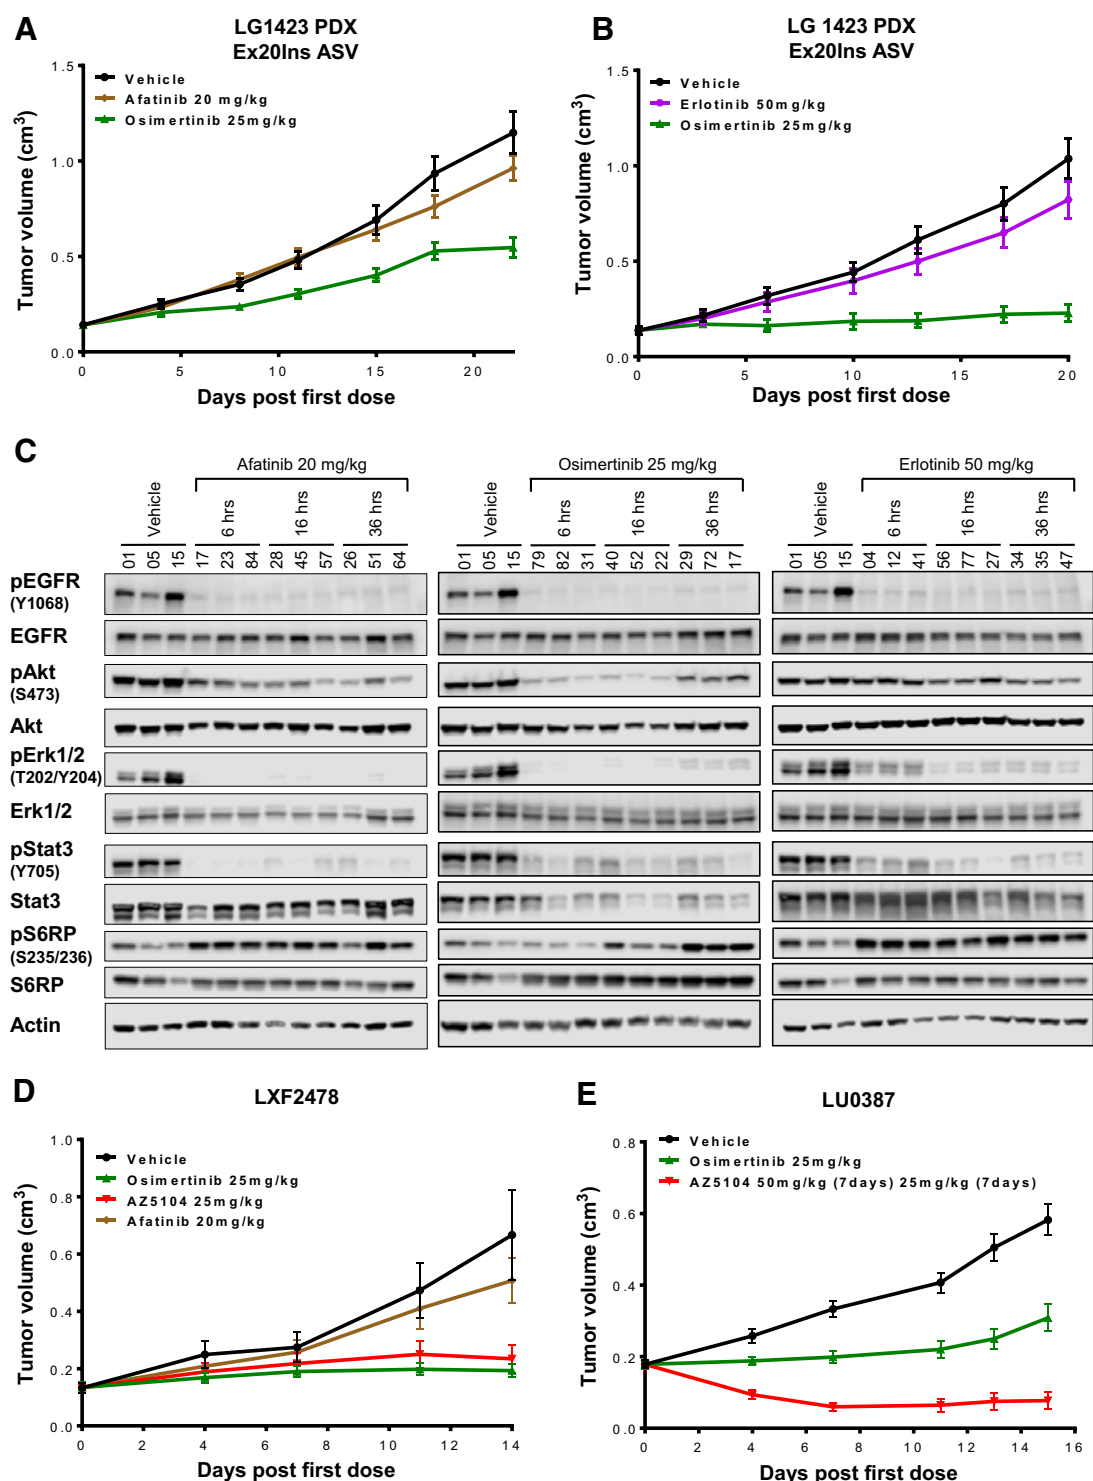 A
LG1423 PDX
Ex20Ins ASV
Vehicle
Afatinib 20 mg/kg
Osimertinib 25mg/kg
Tumor volume (cm3)
1.5
1.0
0.5
0.0
0 5 10 15 20
Days post first dose
B
LG 1423 PDX
Ex20Ins ASV
Vehicle
Erlotinib 50mg/kg
Osimertinib 25mg/kg
Tumor volume (cm3)
1.5
1.0
0.5
0.0
0 5 10 15 20
Days post first dose
C
Afatinib 20 mg/kg
Vehicle 6 hrs 16 hrs 36 hrs
01 05 15 17 23 84 28 45 57 26 51 64
Osimertinib 25 mg/kg
Vehicle 6 hrs 16 hrs 36 hrs
01 05 15 79 82 31 40 52 22 29 72 17
Erlotinib 50 mg/kg
Vehicle 6 hrs 16 hrs 36 hrs
01 05 15 04 12 41 56 77 27 34 35 47
pEGFR
(Y1068)
EGFR
pAkt
(S473)
Akt
pErk1/2
(T202/Y204)
Erk1/2
pStat3
(Y705)
Stat3
pS6RP
(S235/236)
S6RP
Actin
D
LXF2478
Vehicle
Osimertinib 25mg/kg
AZ5104 25mg/kg
Afatinib 20mg/kg
Tumor volume (cm3)
1.0
0.8
0.6
0.4
0.2
0.0
0 2 4 6 8 10 12 14
Days post first dose
E
LU0387
Vehicle
Osimertinib 25mg/kg
AZ5104 50mg/kg (7days) 25mg/kg (7days)
Tumor volume (cm3)
0.8
0.6
0.4
0.2
0.0
0 2 4 6 8 10 12 14 16
Days post first dose